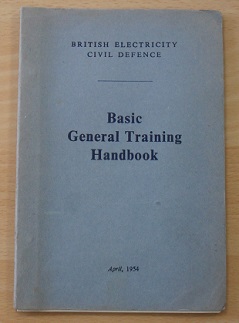 BRITISH ELECTRICITY
CIVIL DEFENCE
Basic
General Training
Handbook
April, 1954